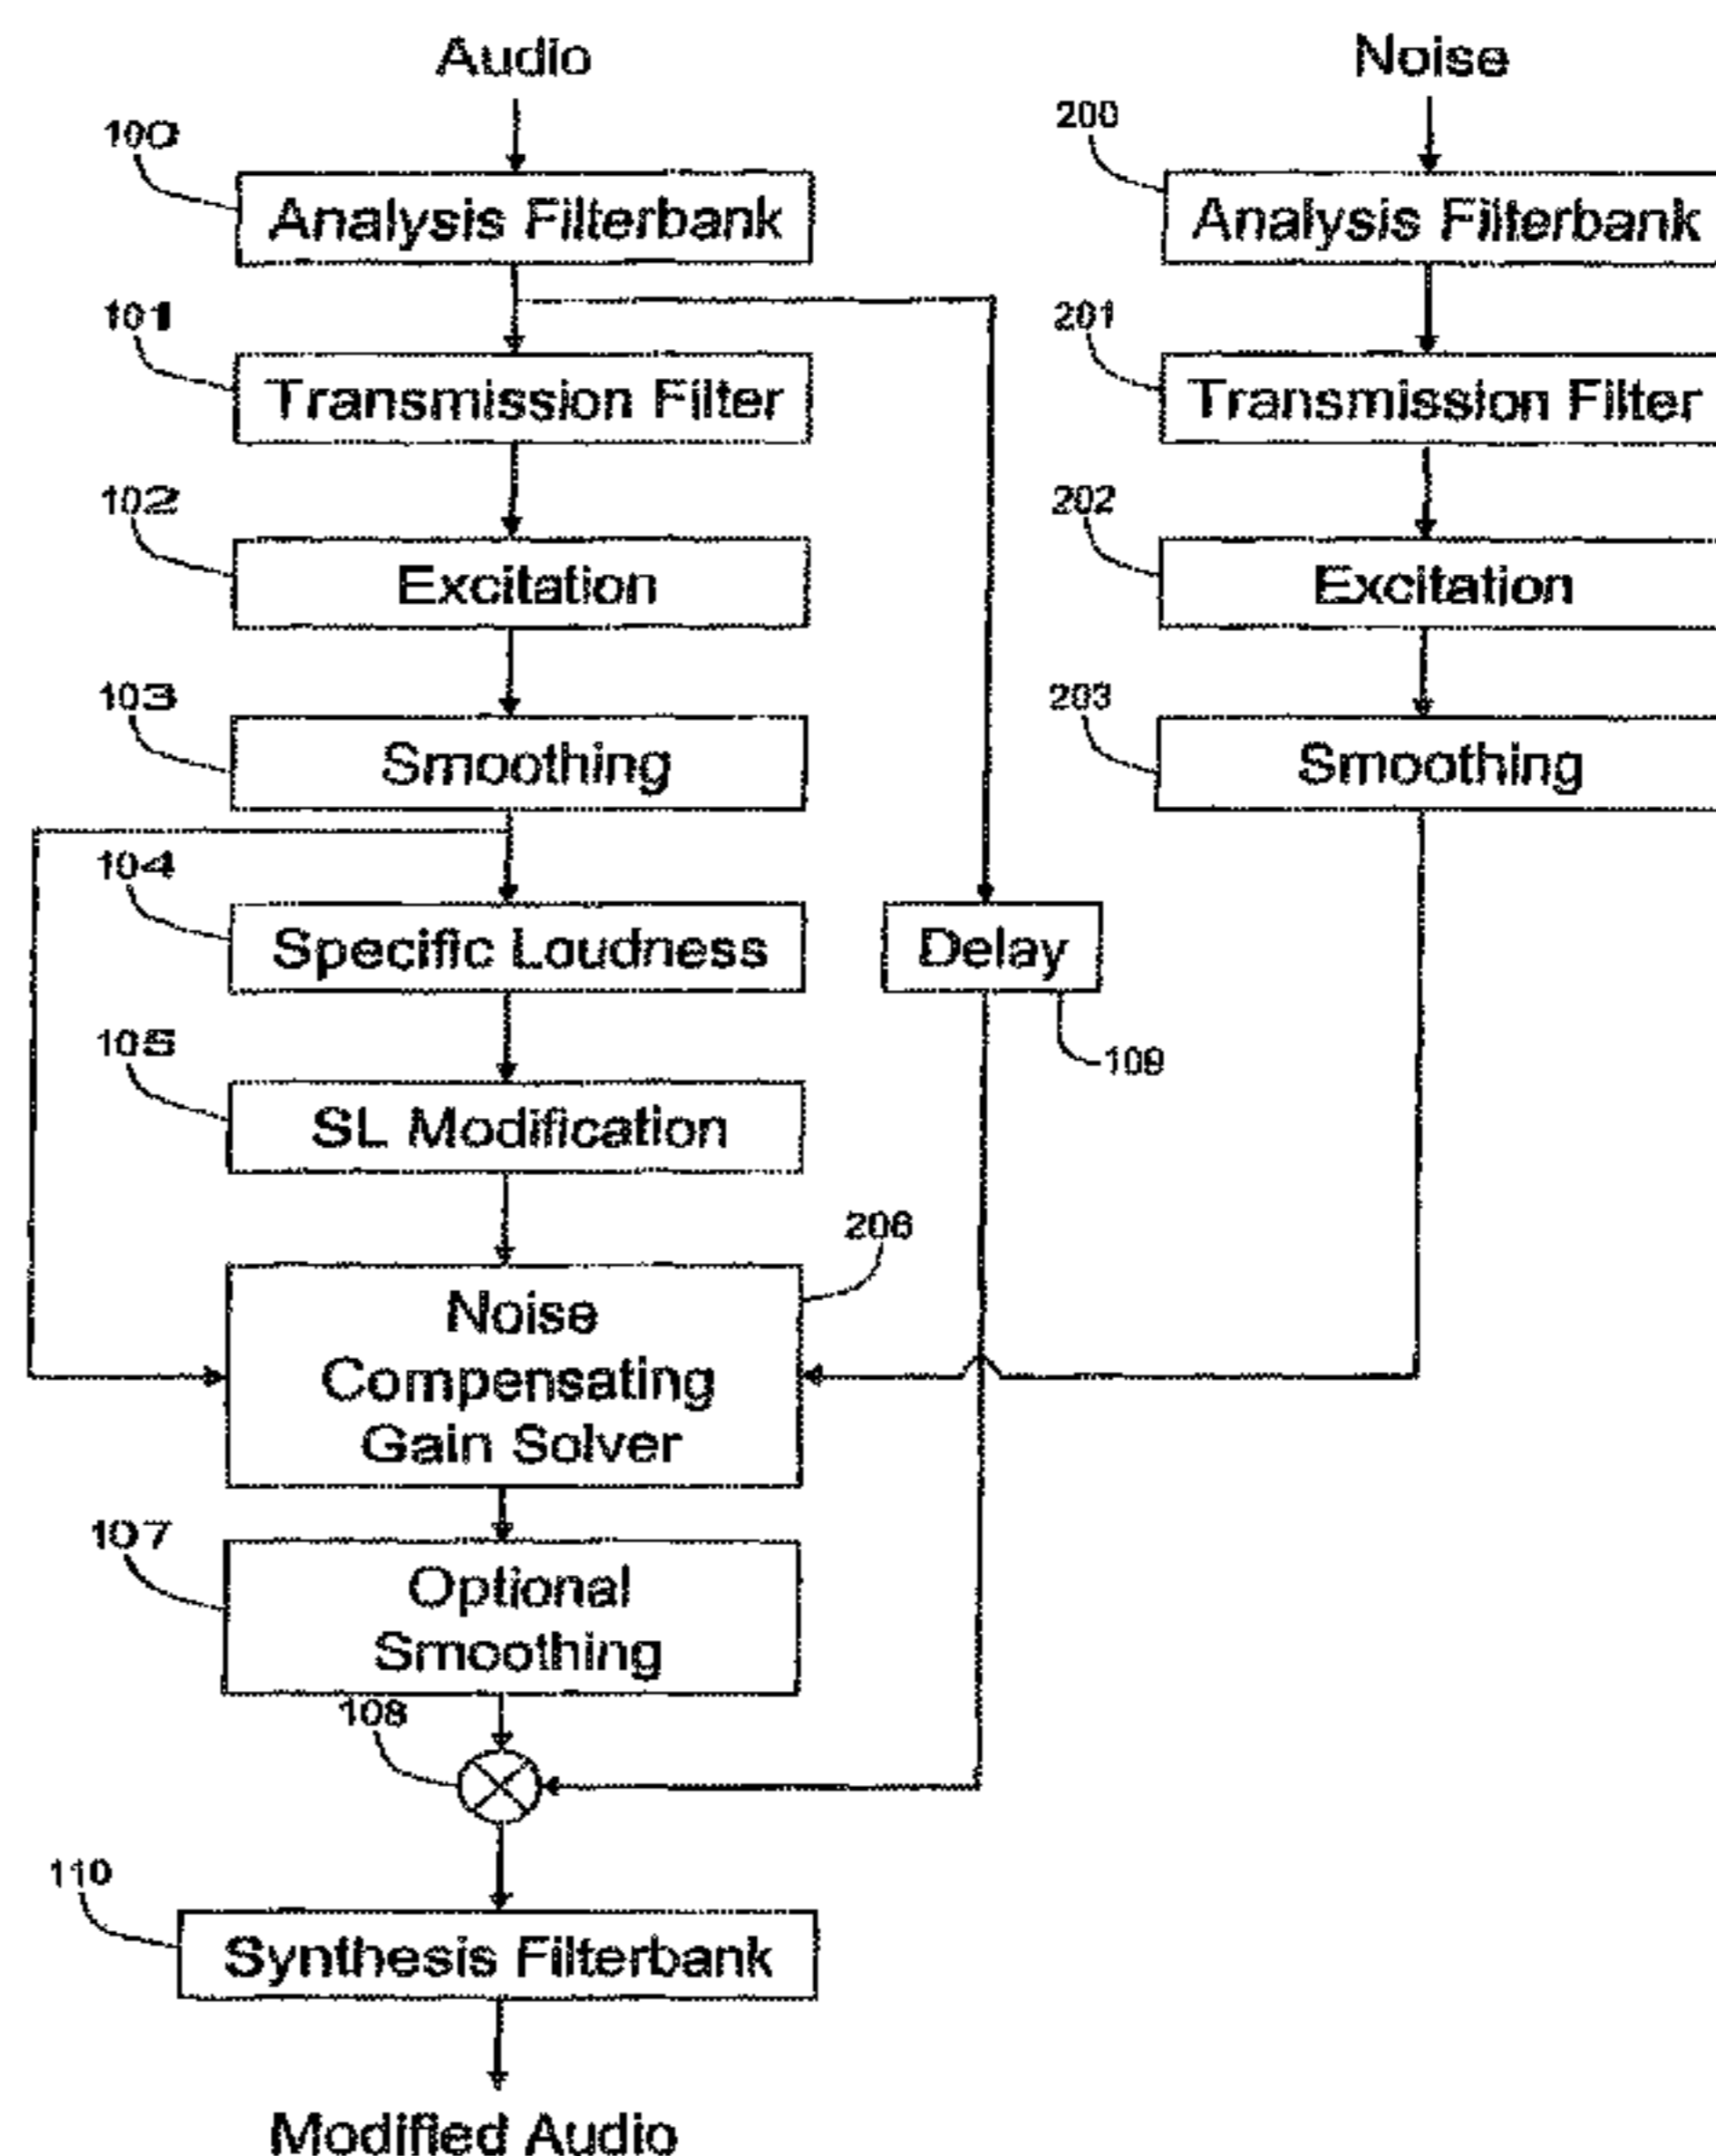 Audio
Noise
100
200
Analysis Filterbank
Analysis Filterbank
101
201
Transmission Filter
Transmission Filter
102
202
Excitation
Excitation
103
203
Smoothing
Smoothing
104
Specific Loudness
Delay
105
109
SL Modification
206
Noise
Compensating
Gain Solver
107
Optional
Smoothing
108
110
Synthesis Filterbank
Modified Audio